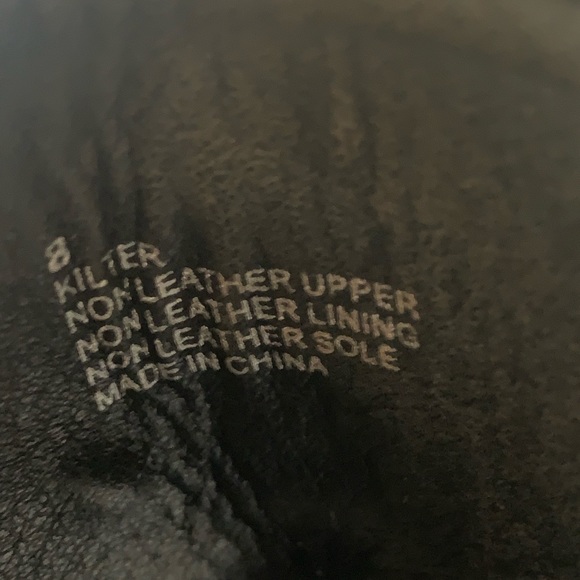 8
KILTER
NON LEATHER UPPER
NON LEATHER LINING
NON LEATHER SOLE
MADE IN CHINA